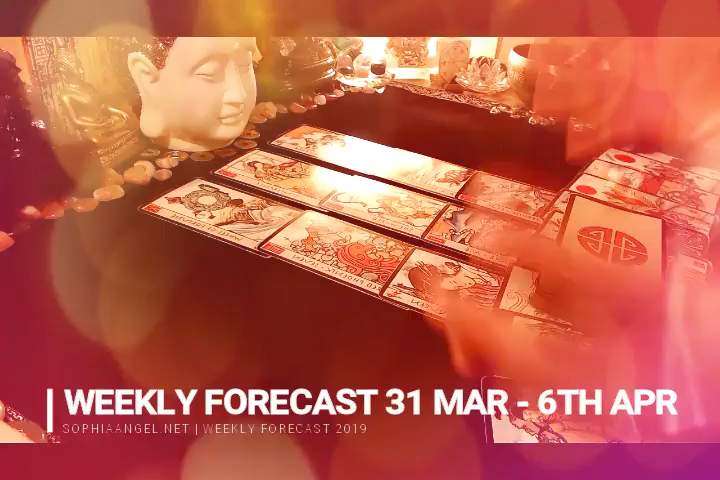 WEEKLY FORECAST 31 MAR - 6TH APR
SOPHIAANGEL.NET | WEEKLY FORECAST 2019